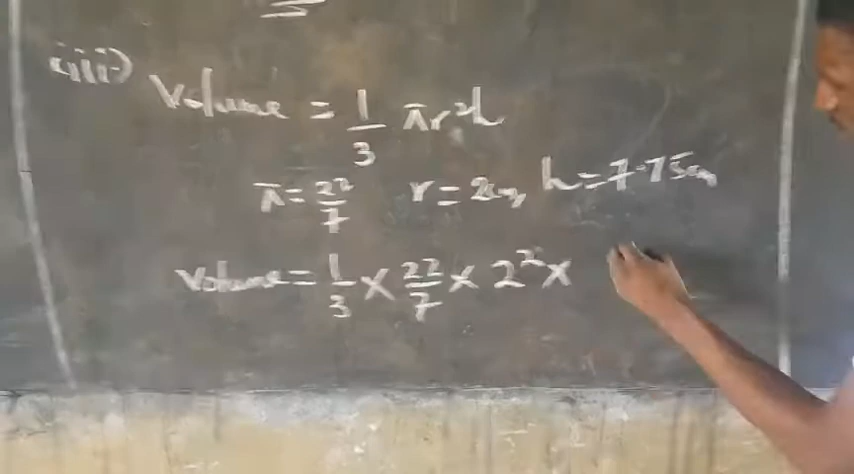 iii) Volume = 1/3 πr²h
π = 22/7 r = 2cm, h = 7.75cm
Volume = 1/3 × 22/7 × 2² ×